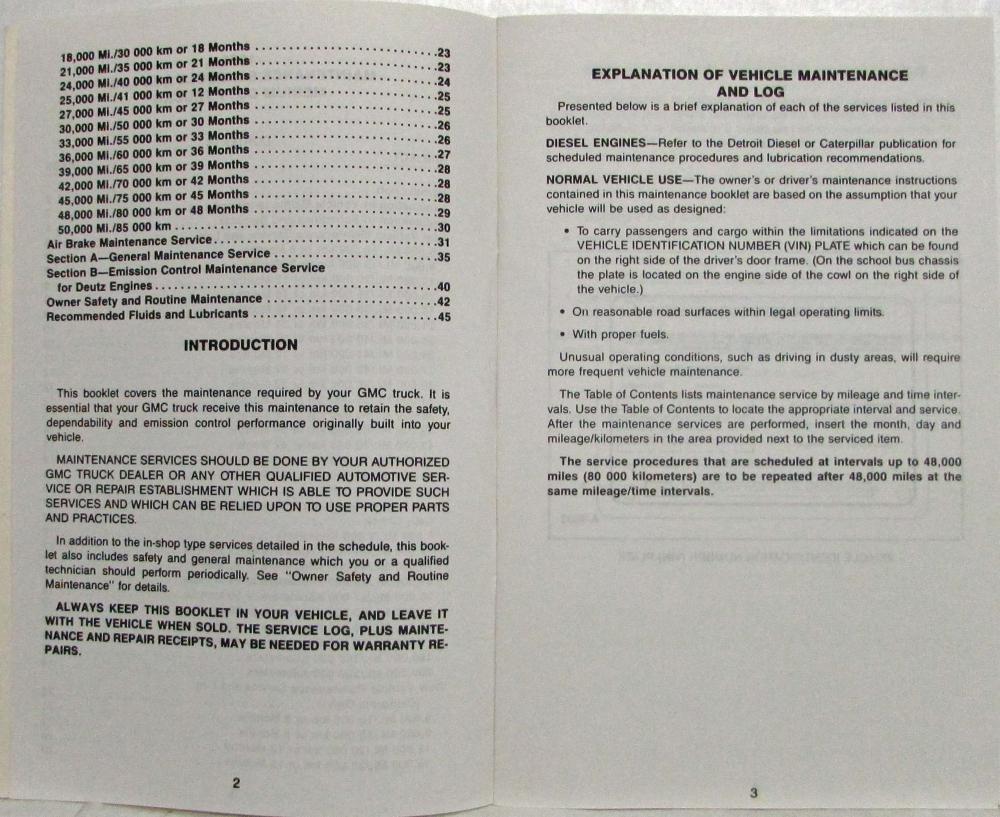 18,000 Mi./30 000 km or 18 Months ..........23
21,000 Mi./35 000 km or 21 Months ..........23
24,000 Mi./40 000 km or 24 Months ..........24
25,000 Mi./41 000 km or 12 Months ..........25
27,000 Mi./45 000 km or 27 Months ..........25
30,000 Mi./50 000 km or 30 Months ..........26
33,000 Mi./55 000 km or 33 Months ..........26
36,000 Mi./60 000 km or 36 Months ..........27
39,000 Mi./65 000 km or 39 Months ..........28
42,000 Mi./70 000 km or 42 Months ..........28
45,000 Mi./75 000 km or 45 Months ..........28
48,000 Mi./80 000 km or 48 Months ..........29
50,000 Mi./85 000 km ..........30
Air Brake Maintenance Service..........31
Section A—General Maintenance Service ..........35
Section B—Emission Control Maintenance Service
for Deutz Engines..........40
Owner Safety and Routine Maintenance ..........42
Recommended Fluids and Lubricants ..........45
INTRODUCTION
This booklet covers the maintenance required by your GMC truck. It is
essential that your GMC truck receive this maintenance to retain the safety,
dependability and emission control performance originally built into your
vehicle.
MAINTENANCE SERVICES SHOULD BE DONE BY YOUR AUTHORIZED
GMC TRUCK DEALER OR ANY OTHER QUALIFIED AUTOMOTIVE SER-
VICE OR REPAIR ESTABLISHMENT WHICH IS ABLE TO PROVIDE SUCH
SERVICES AND WHICH CAN BE RELIED UPON TO USE PROPER PARTS
AND PRACTICES.
In addition to the in-shop type services detailed in the schedule, this book-
let also includes safety and general maintenance which you or a qualified
technician should perform periodically. See "Owner Safety and Routine
Maintenance" for details.
ALWAYS KEEP THIS BOOKLET IN YOUR VEHICLE, AND LEAVE IT
WITH THE VEHICLE WHEN SOLD. THE SERVICE LOG, PLUS MAINTE-
NANCE AND REPAIR RECEIPTS, MAY BE NEEDED FOR WARRANTY RE-
PAIRS.
2
EXPLANATION OF VEHICLE MAINTENANCE
AND LOG
Presented below is a brief explanation of each of the services listed in this
booklet.
DIESEL ENGINES—Refer to the Detroit Diesel or Caterpillar publication for
scheduled maintenance procedures and lubrication recommendations.
NORMAL VEHICLE USE—The owner's or driver's maintenance instructions
contained in this maintenance booklet are based on the assumption that your
vehicle will be used as designed:
• To carry passengers and cargo within the limitations indicated on the
VEHICLE IDENTIFICATION NUMBER (VIN) PLATE which can be found
on the right side of the driver's door frame. (On the school bus chassis
the plate is located on the engine side of the cowl on the right side of
the vehicle.)
• On reasonable road surfaces within legal operating limits.
• With proper fuels.
Unusual operating conditions, such as driving in dusty areas, will require
more frequent vehicle maintenance.
The Table of Contents lists maintenance service by mileage and time inter-
vals. Use the Table of Contents to locate the appropriate interval and service.
After the maintenance services are performed, insert the month, day and
mileage/kilometers in the area provided next to the serviced item.
The service procedures that are scheduled at intervals up to 48,000
miles (80 000 kilometers) are to be repeated after 48,000 miles at the
same mileage/time intervals.
3